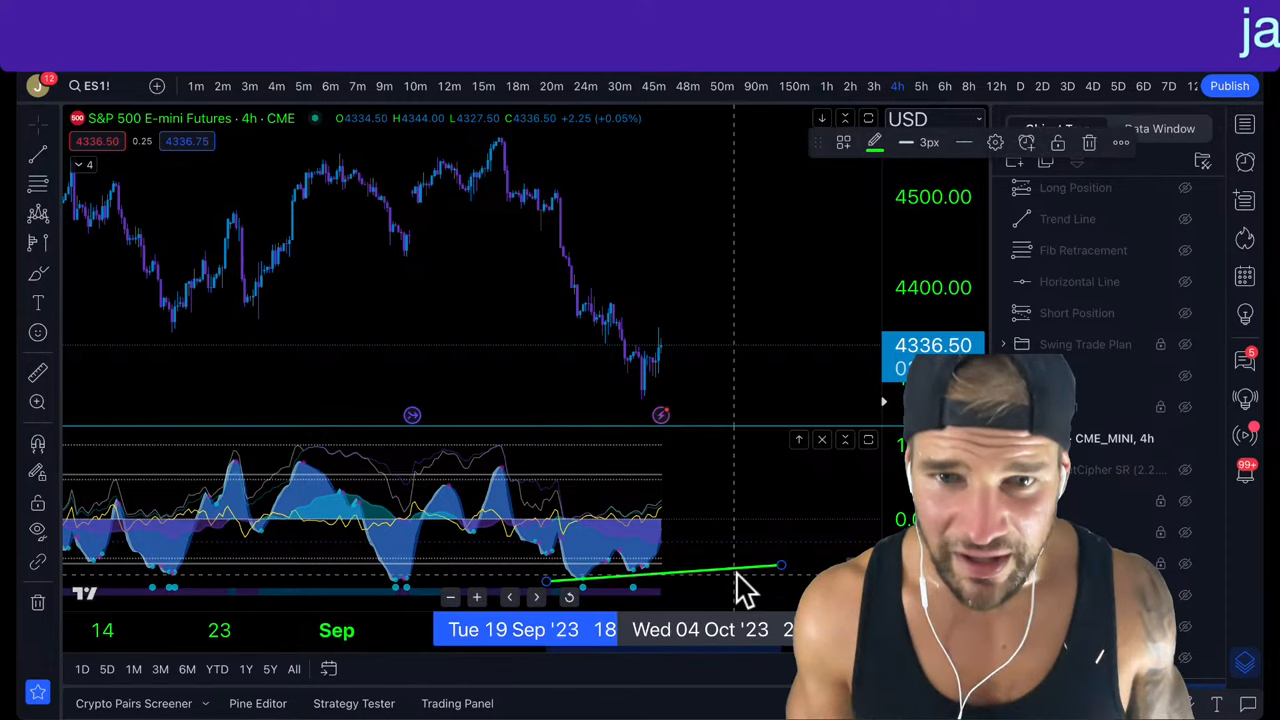 ja
J
12
ES1!
1m 2m 3m 4m 5m 6m 7m 9m 10m 12m 15m 18m 20m 24m 30m 45m 48m 50m 90m 150m 1h 2h 3h 4h 5h 6h 8h 12h D 2D 3D 4D 5D 6D 7D 12
Publish
500 S&P 500 E-mini Futures · 4h · CME
O4334.50 H4344.00 L4327.50 C4336.50 +2.25 (+0.05%)
USD
Data Window
4336.50 0.25 4336.75
3px
4
Long Position
4500.00
Trend Line
Fib Retracement
Horizontal Line
4400.00
Short Position
4336.50
Swing Trade Plan
5
CME_MINI, 4h
99+
14 23 Sep
Tue 19 Sep '23 18
Wed 04 Oct '23
1D 5D 1M 3M 6M YTD 1Y 5Y All
Crypto Pairs Screener
Pine Editor
Strategy Tester
Trading Panel